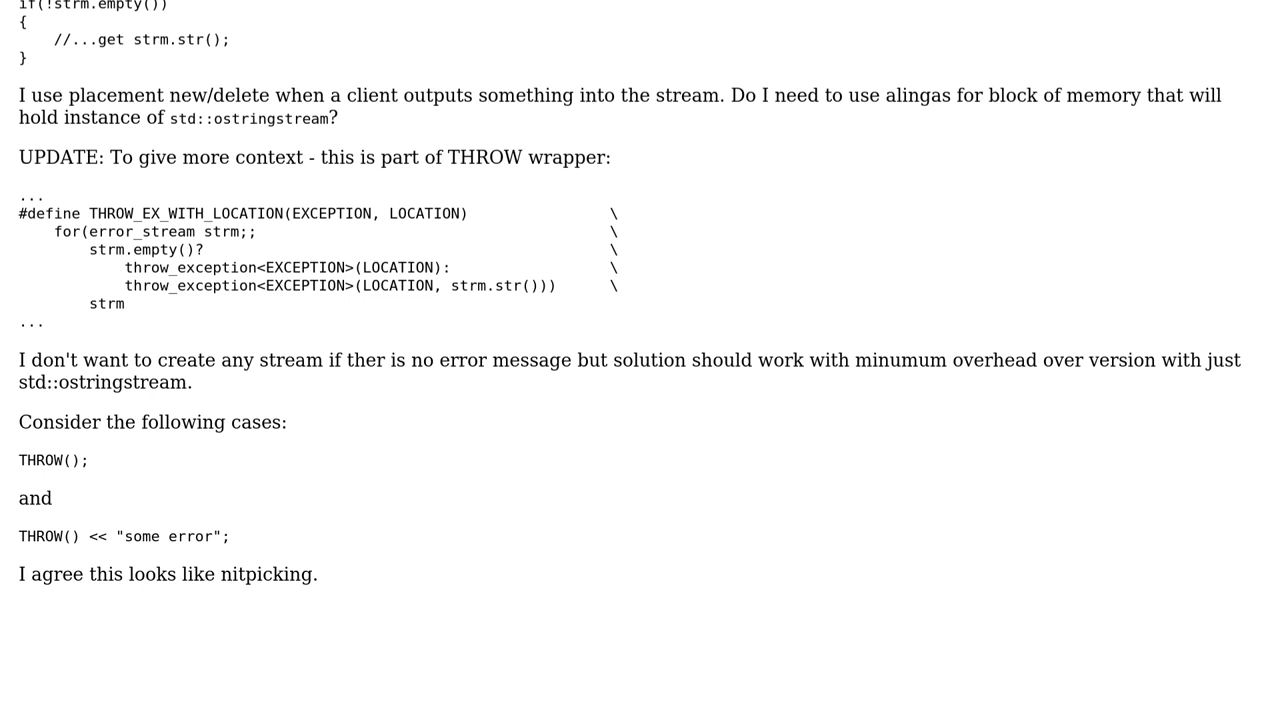 if(!strm.empty())
{
    //...get strm.str();
}
I use placement new/delete when a client outputs something into the stream. Do I need to use alingas for block of memory that will
hold instance of std::ostringstream?
UPDATE: To give more context - this is part of THROW wrapper:
...
#define THROW_EX_WITH_LOCATION(EXCEPTION, LOCATION)                \
    for(error_stream strm;;                                        \
        strm.empty()?                                              \
            throw_exception<EXCEPTION>(LOCATION):                  \
            throw_exception<EXCEPTION>(LOCATION, strm.str()))      \
        strm
...
I don't want to create any stream if ther is no error message but solution should work with minumum overhead over version with just
std::ostringstream.
Consider the following cases:
THROW();
and
THROW() << "some error";
I agree this looks like nitpicking.